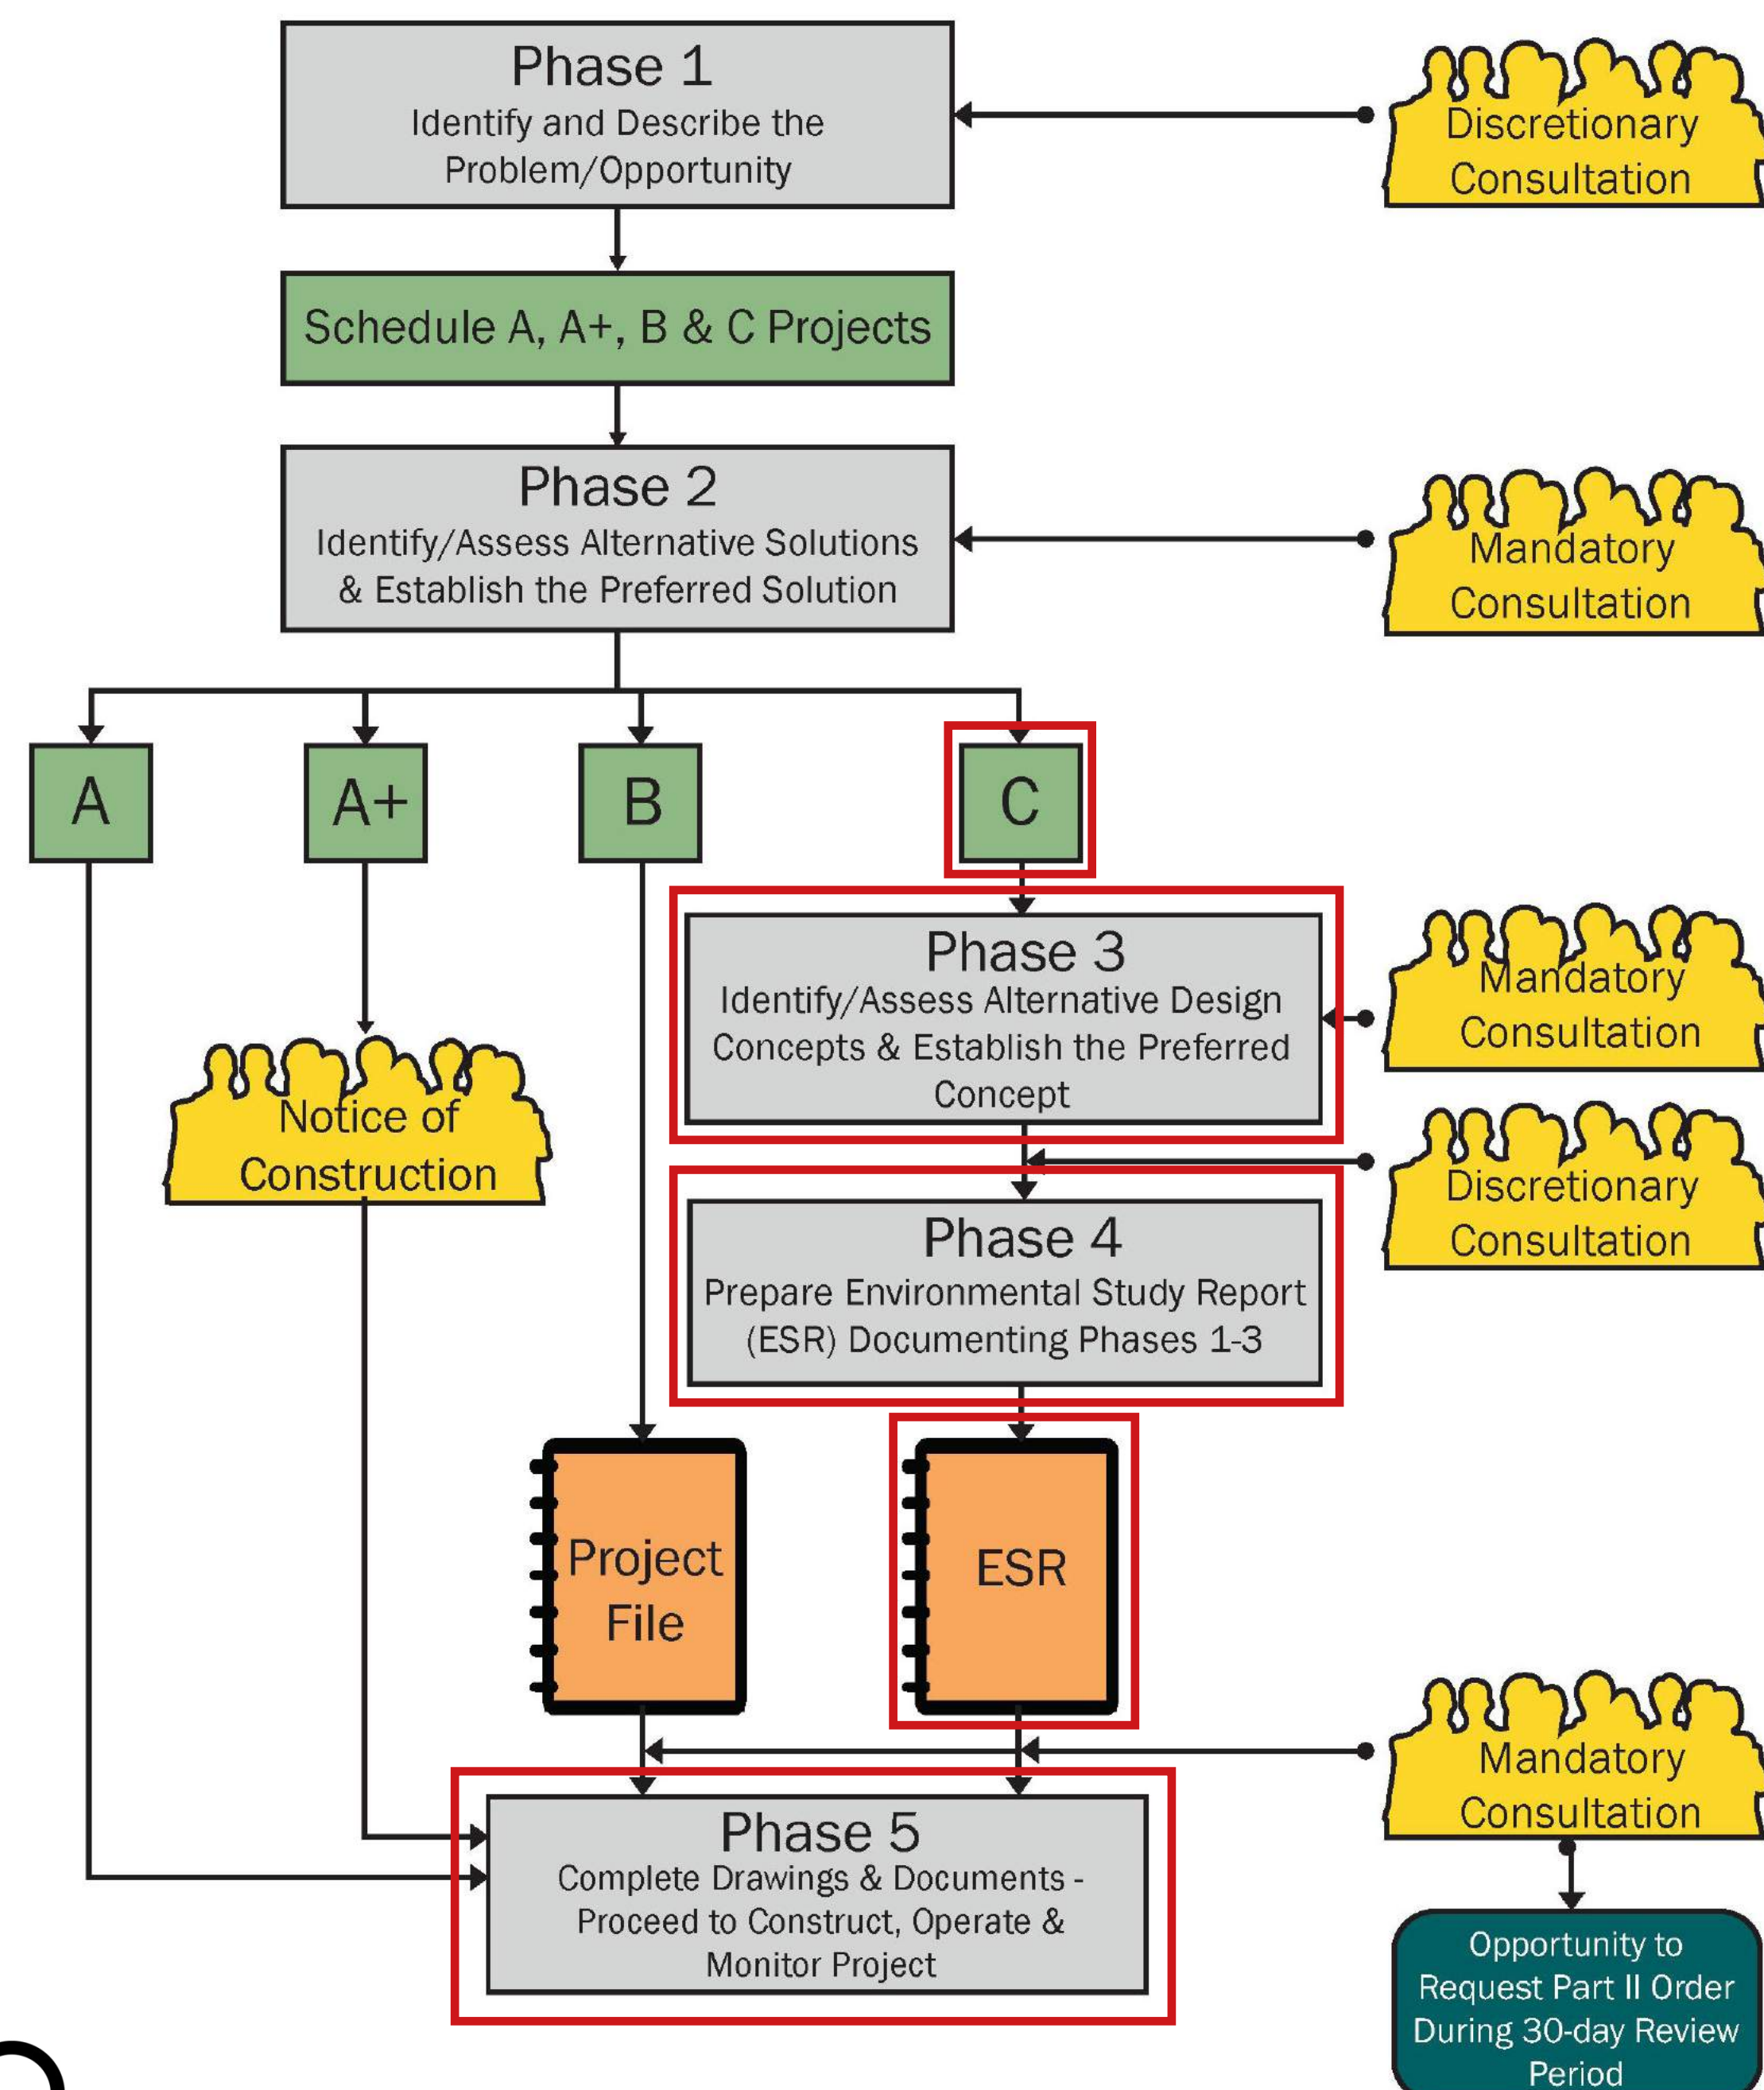 Phase 1
Identify and Describe the
Problem/Opportunity
Discretionary
Consultation
Schedule A, A+, B & C Projects
Phase 2
Identify/Assess Alternative Solutions
& Establish the Preferred Solution
Mandatory
Consultation
A
A+
B
C
Phase 3
Identify/Assess Alternative Design
Concepts & Establish the Preferred
Concept
Mandatory
Consultation
Notice of
Construction
Discretionary
Consultation
Phase 4
Prepare Environmental Study Report
(ESR) Documenting Phases 1-3
Project
File
ESR
Mandatory
Consultation
Phase 5
Complete Drawings & Documents -
Proceed to Construct, Operate &
Monitor Project
Opportunity to
Request Part II Order
During 30-day Review
Period